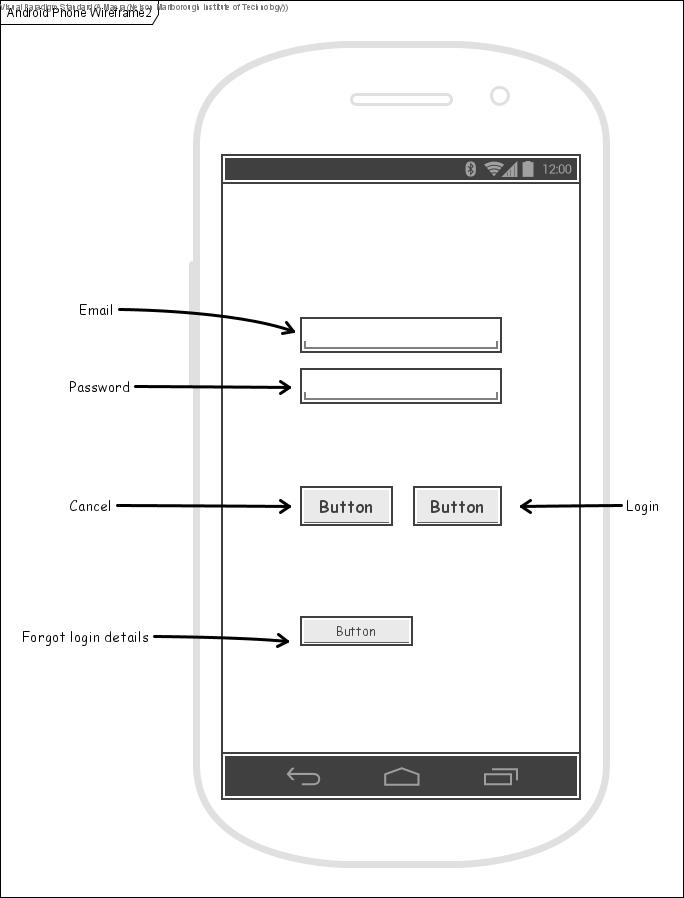 Visual Paradigm Standard(A Magra(Nelson Marlborough Institute of Technology))
Android Phone Wireframe2
12:00
Email
Password
Cancel Button Button Login
Forgot login details Button